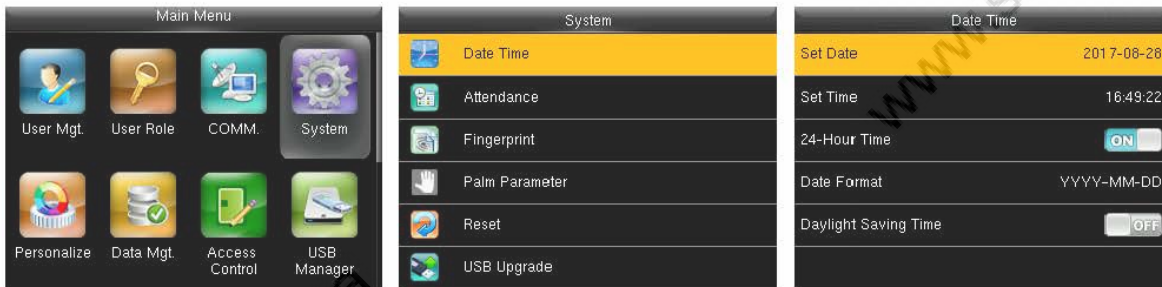 Main Menu
User Mgt.
User Role
COMM.
System
Personalize
Data Mgt.
Access
Control
USB
Manager
System
Date Time
Attendance
Fingerprint
Palm Parameter
Reset
USB Upgrade
Date Time
Set Date 2017-08-28
Set Time 16:49:22
24-Hour Time ON
Date Format YYYY-MM-DD
Daylight Saving Time OFF
www.s